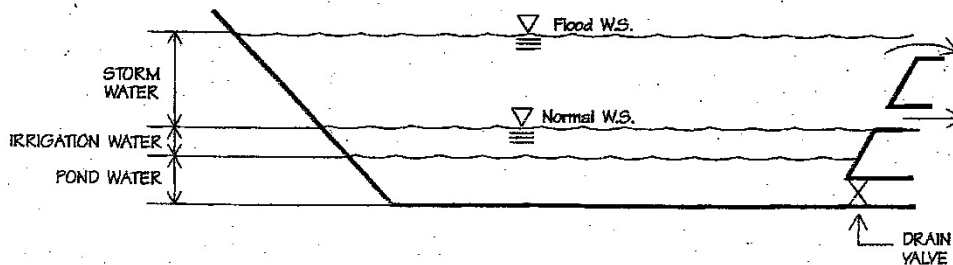 Flood W.S.
STORM
WATER
Normal W.S.
IRRIGATION WATER
POND WATER
DRAIN
VALVE